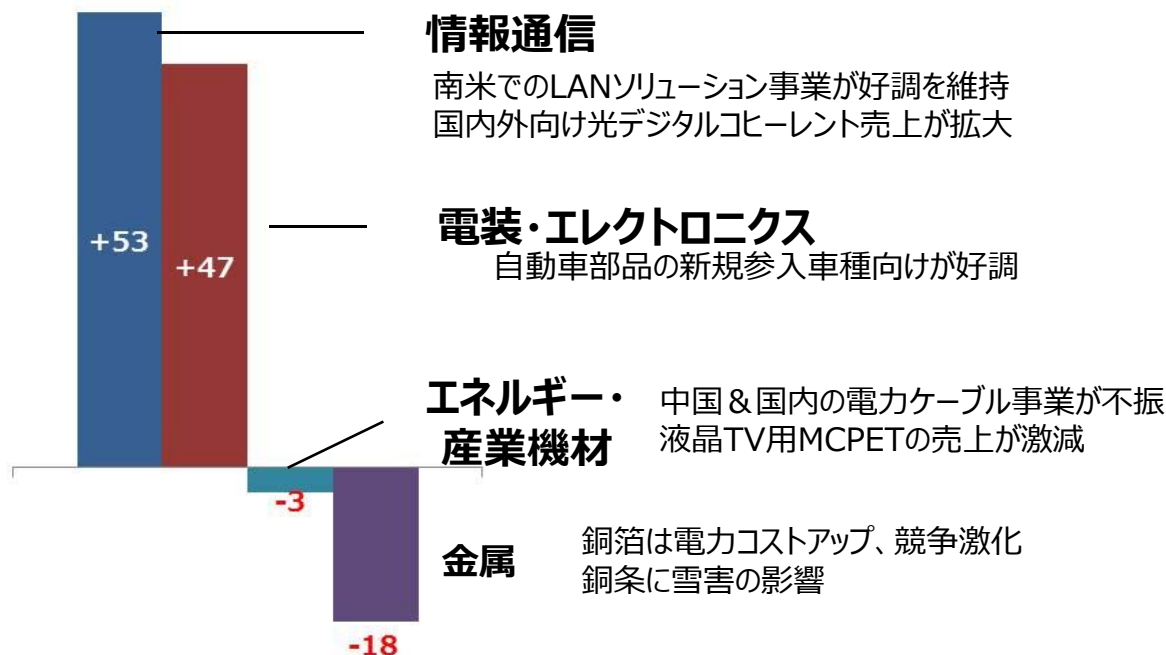 情報通信
南米でのLANソリューション事業が好調を維持
国内外向け光デジタルコヒーレント売上が拡大
+53
+47
電装・エレクトロニクス
自動車部品の新規参入車種向けが好調
エネルギー・
産業機材
中国＆国内の電力ケーブル事業が不振
液晶TV用MCPETの売上が激減
-3
金属
銅箔は電力コストアップ、競争激化
銅条に雪害の影響
-18